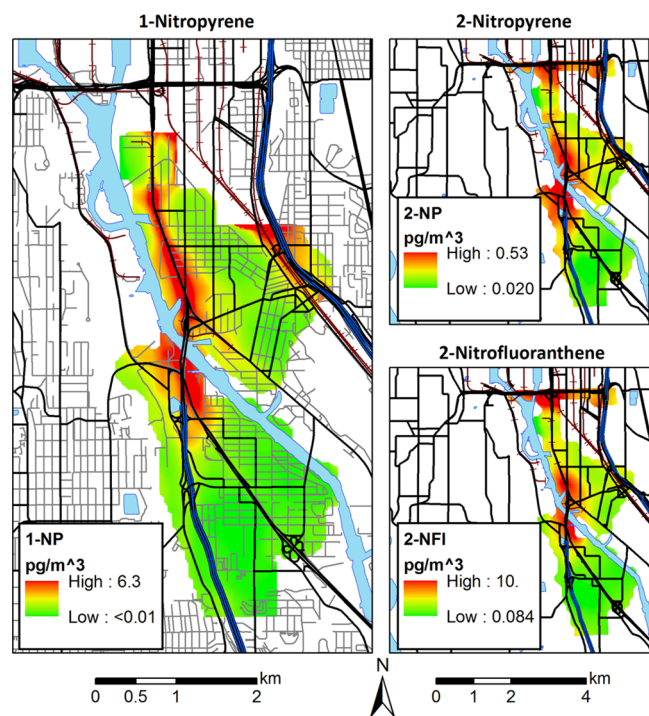 1-Nitropyrene
1-NP
pg/m^3
High : 6.3
Low : <0.01
2-Nitropyrene
2-NP
pg/m^3
High : 0.53
Low : 0.020
2-Nitrofluoranthene
2-NFl
pg/m^3
High : 10.
Low : 0.084
km
0 0.5 1 2
N
km
0 1 2 4